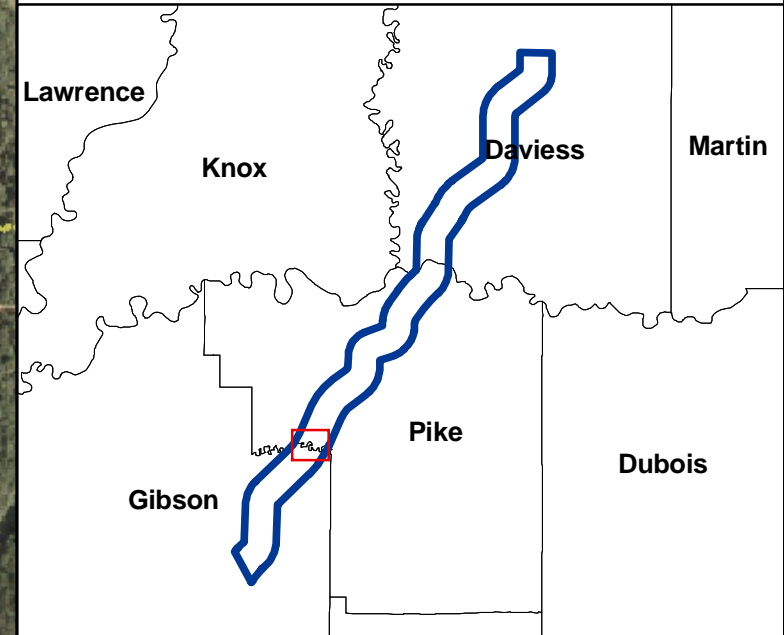 Lawrence
Knox
Daviess
Martin
Pike
Dubois
Gibson